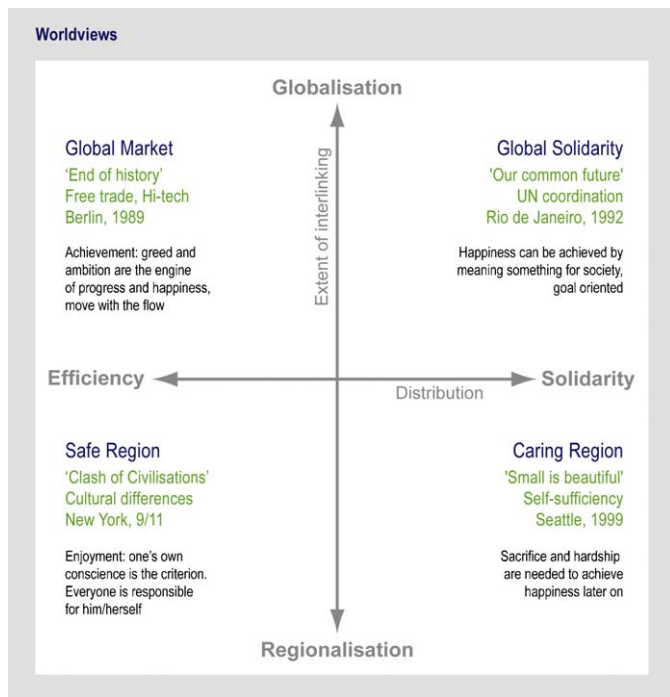 Worldviews
Globalisation
Global Market
‘End of history’
Free trade, Hi-tech
Berlin, 1989
Achievement: greed and
ambition are the engine
of progress and happiness,
move with the flow
Extent of interlinking
Global Solidarity
'Our common future'
UN coordination
Rio de Janeiro, 1992
Happiness can be achieved by
meaning something for society,
goal oriented
Efficiency
Distribution
Solidarity
Safe Region
‘Clash of Civilisations’
Cultural differences
New York, 9/11
Enjoyment: one’s own
conscience is the criterion.
Everyone is responsible
for him/herself
Caring Region
'Small is beautiful'
Self-sufficiency
Seattle, 1999
Sacrifice and hardship
are needed to achieve
happiness later on
Regionalisation